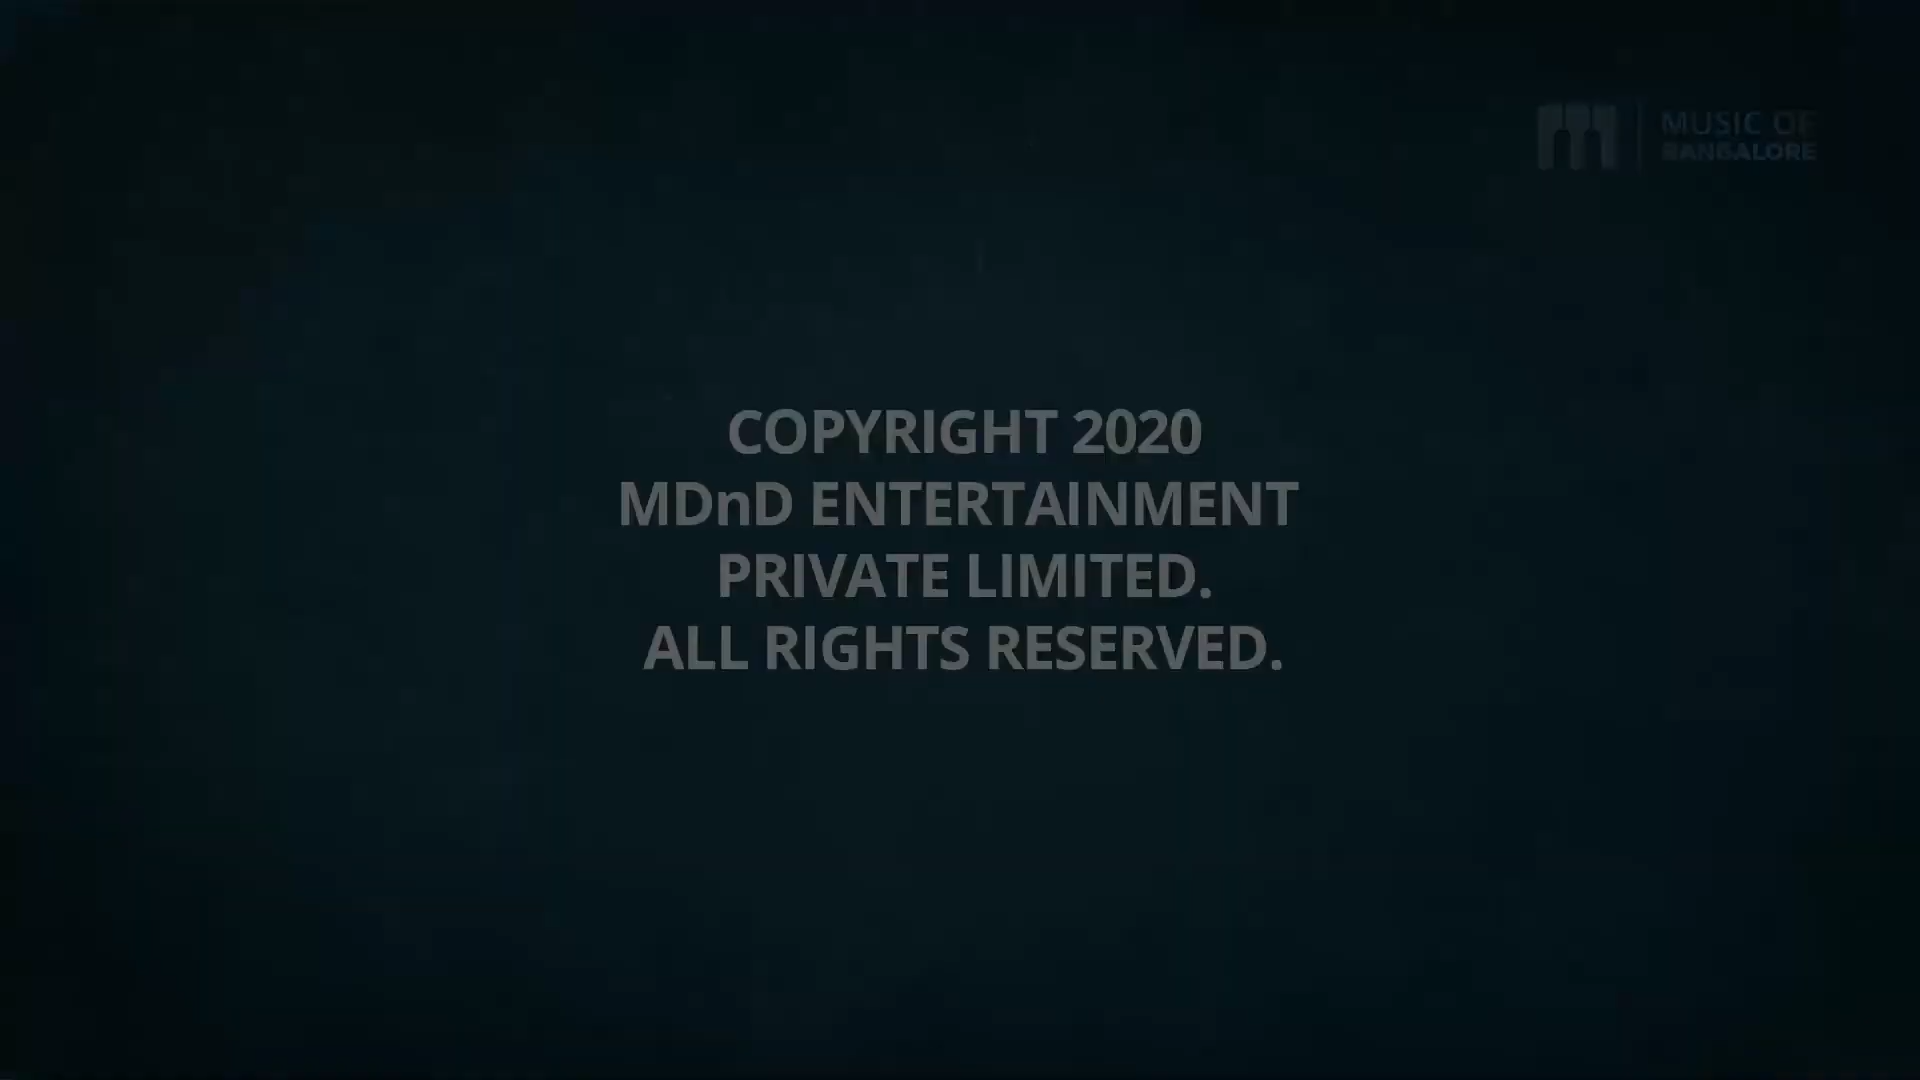 MUSIC OF
BANGALORE
COPYRIGHT 2020
MDnD ENTERTAINMENT
PRIVATE LIMITED.
ALL RIGHTS RESERVED.